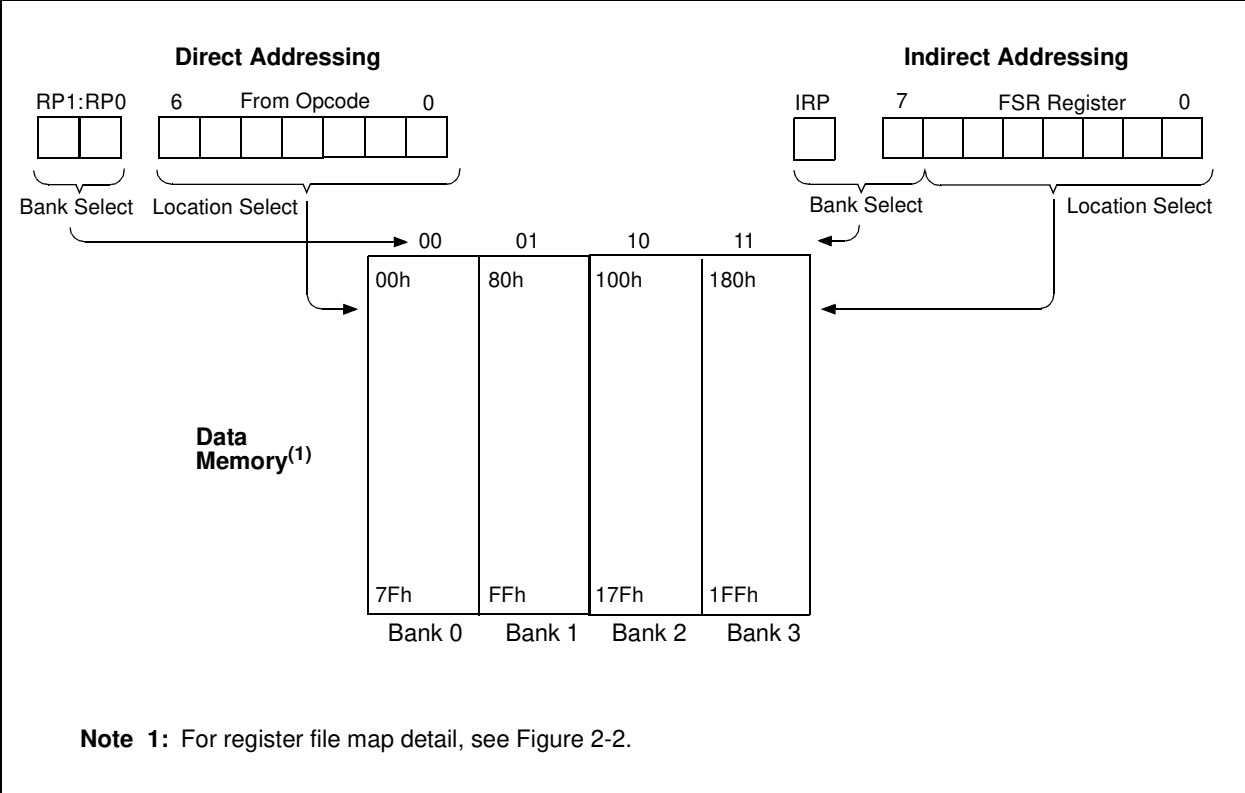 Direct Addressing
Indirect Addressing
RP1:RP0 6 From Opcode 0
IRP 7 FSR Register 0
Bank Select Location Select
Bank Select Location Select
00 01 10 11
00h 80h 100h 180h
Data
Memory(1)
7Fh FFh 17Fh 1FFh
Bank 0 Bank 1 Bank 2 Bank 3
Note 1: For register file map detail, see Figure 2-2.